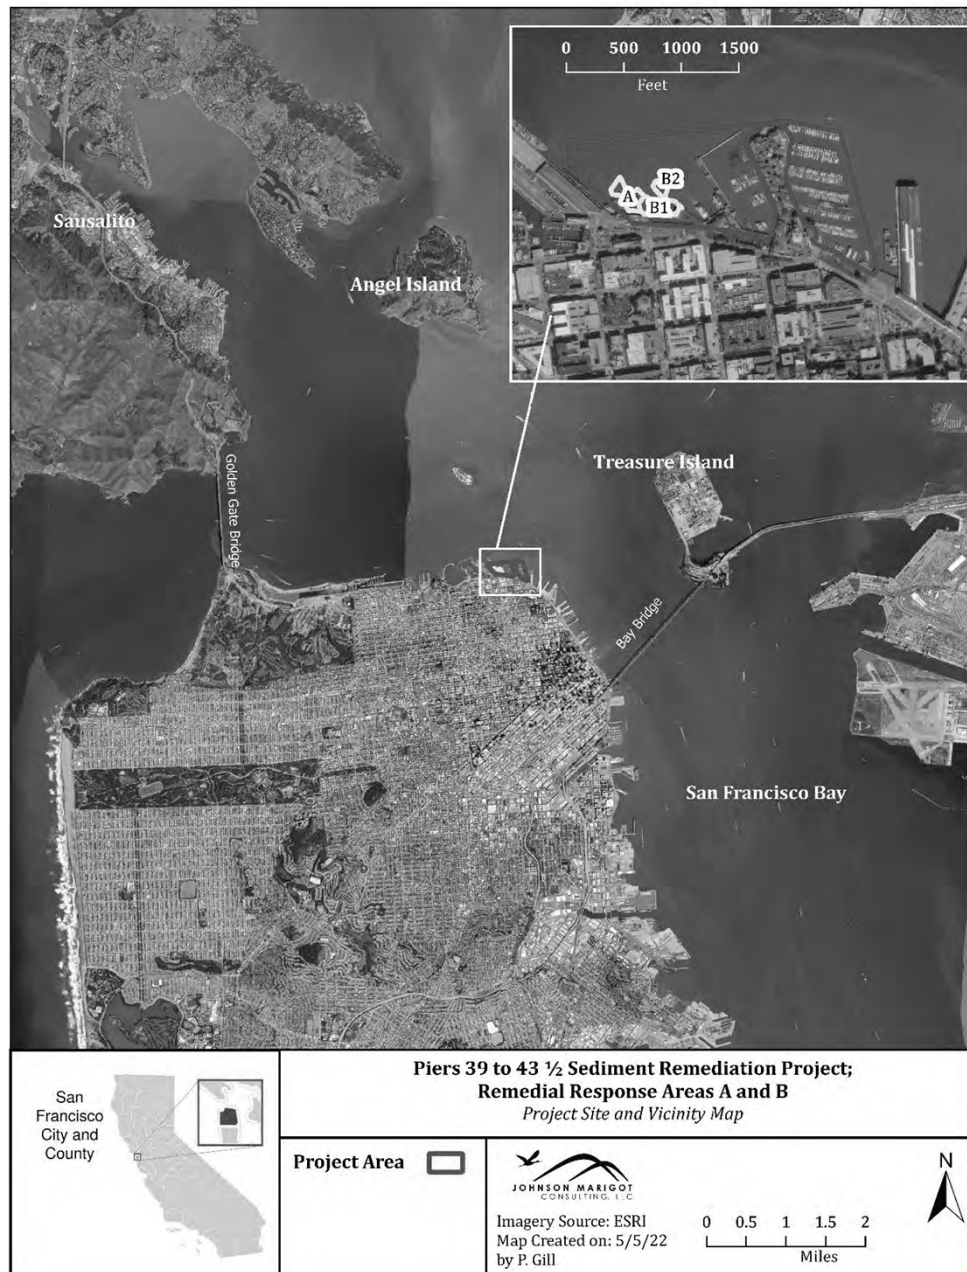 0 500 1000 1500
Feet
B2
A
B1
Sausalito
Angel Island
Treasure Island
Golden Gate Bridge
Bay Bridge
San Francisco Bay
Piers 39 to 43 ½ Sediment Remediation Project;
Remedial Response Areas A and B
Project Site and Vicinity Map
San
Francisco
City and
County
Project Area
JOHNSON MARIGOT
CONSULTING, LLC
Imagery Source: ESRI
Map Created on: 5/5/22
by P. Gill
0 0.5 1 1.5 2
Miles
N